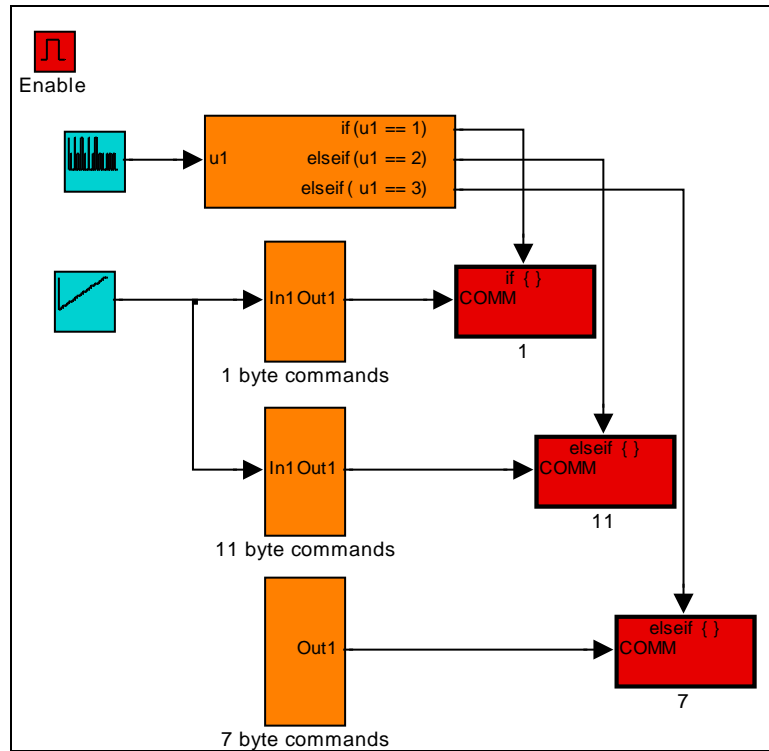 Enable
u1
if(u1 == 1)
elseif(u1 == 2)
elseif( u1 == 3)
In1 Out1
1 byte commands
if { }
COMM
1
In1 Out1
11 byte commands
elseif { }
COMM
11
Out1
7 byte commands
elseif { }
COMM
7